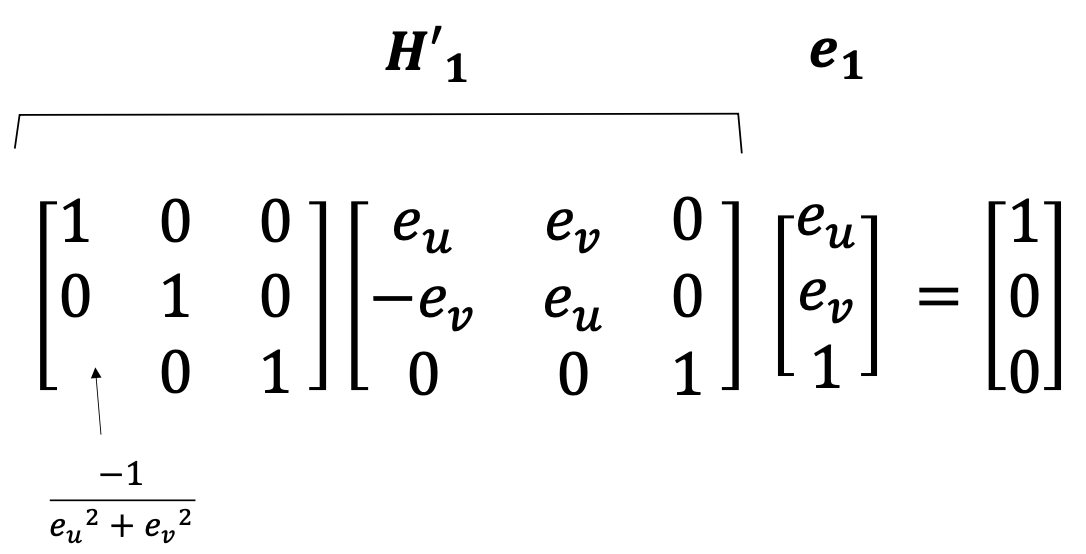 H′₁ e₁
[1 0 0] [e_u e_v 0] [e_u] [1]
[0 1 0] [−e_v e_u 0] [e_v] = [0]
[ 0 1] [0 0 1] [1] [0]
−1
e_u² + e_v²